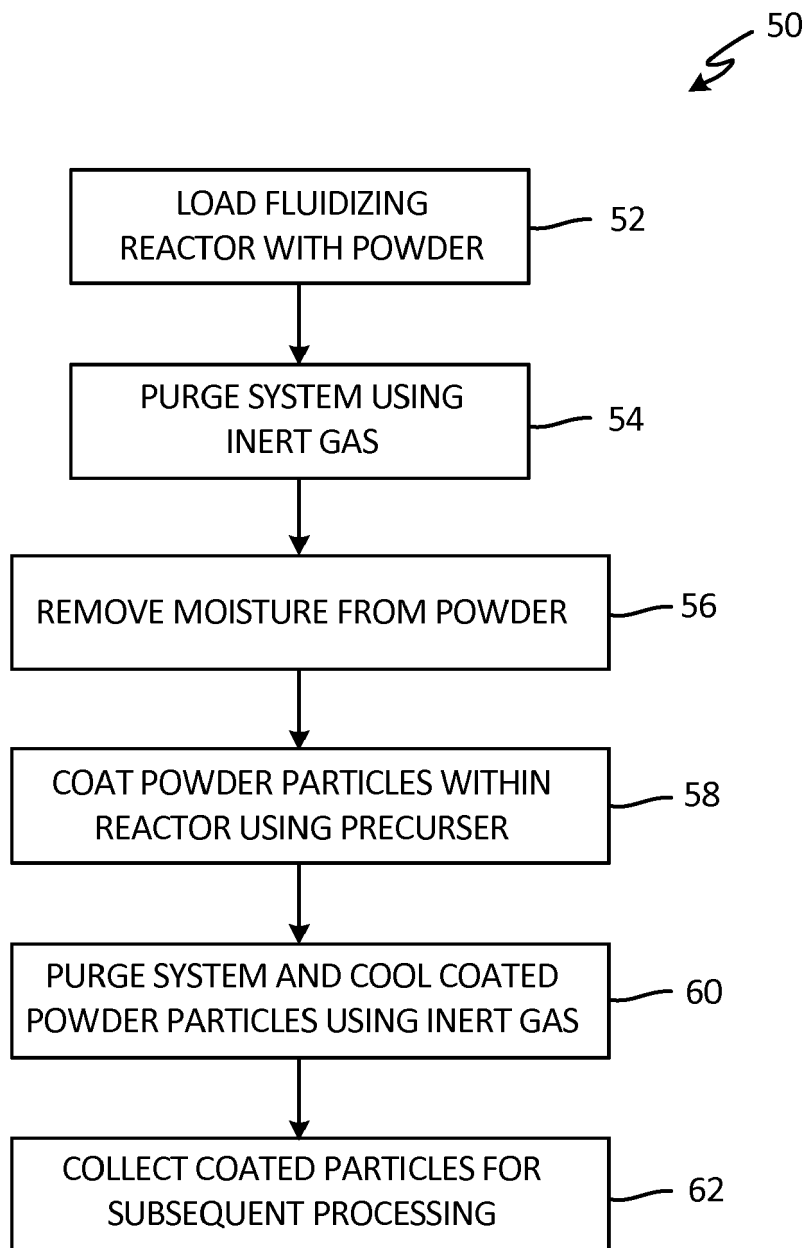 50
LOAD FLUIDIZING
REACTOR WITH POWDER
52
PURGE SYSTEM USING
INERT GAS
54
REMOVE MOISTURE FROM POWDER
56
COAT POWDER PARTICLES WITHIN
REACTOR USING PRECURSER
58
PURGE SYSTEM AND COOL COATED
POWDER PARTICLES USING INERT GAS
60
COLLECT COATED PARTICLES FOR
SUBSEQUENT PROCESSING
62